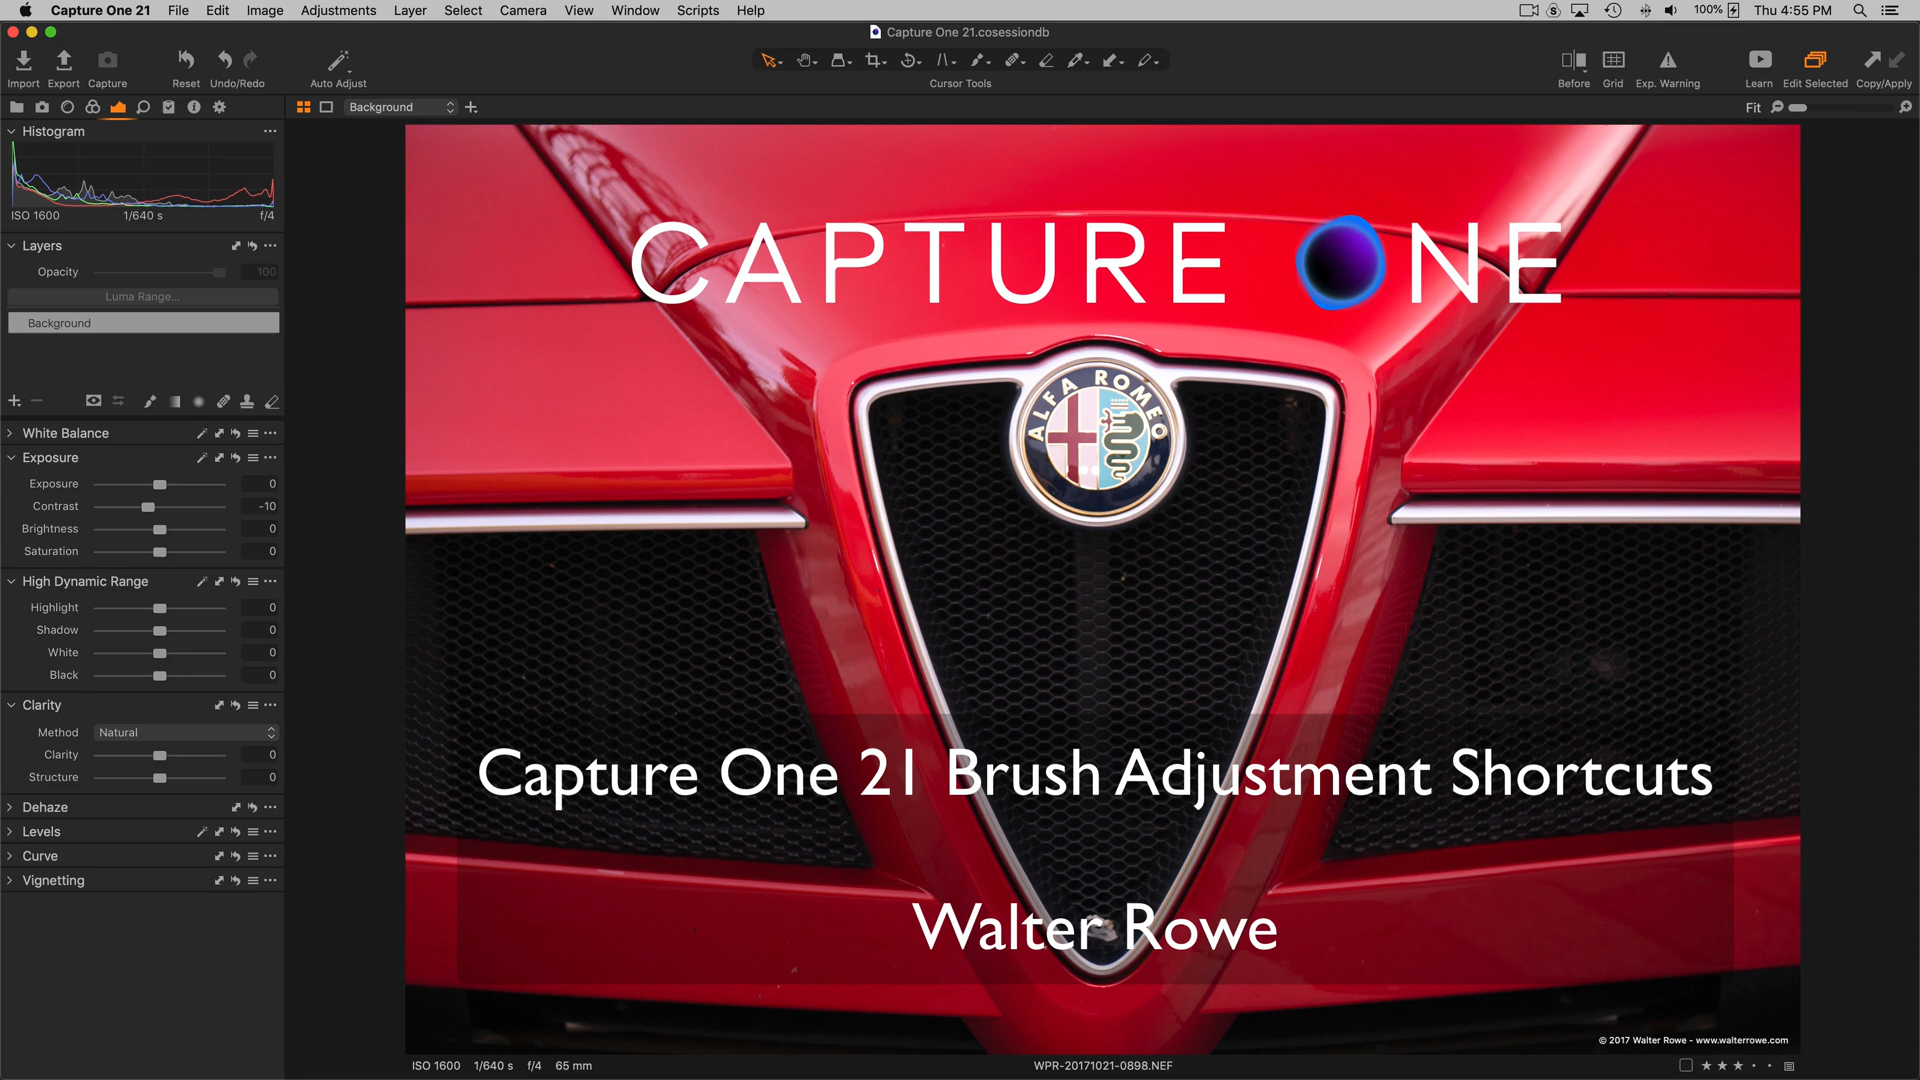 Capture One 21 File Edit Image Adjustments Layer Select Camera View Window Scripts Help 100% Thu 4:55 PM
Capture One 21.cosessiondb
Import Export Capture Reset Undo/Redo Auto Adjust Cursor Tools Before Grid Exp. Warning Learn Edit Selected Copy/Apply
Background Fit
Histogram
ISO 1600 1/640 s f/4
Layers
Opacity 100
Luma Range...
Background
White Balance
Exposure
Exposure 0
Contrast -10
Brightness 0
Saturation 0
High Dynamic Range
Highlight 0
Shadow 0
White 0
Black 0
Clarity
Method Natural
Clarity 0
Structure 0
Dehaze
Levels
Curve
Vignetting
CAPTURE ONE
ALFA ROMEO
Capture One 21 Brush Adjustment Shortcuts
Walter Rowe
© 2017 Walter Rowe - www.walterrowe.com
ISO 1600 1/640 s f/4 65 mm WPR-20171021-0898.NEF